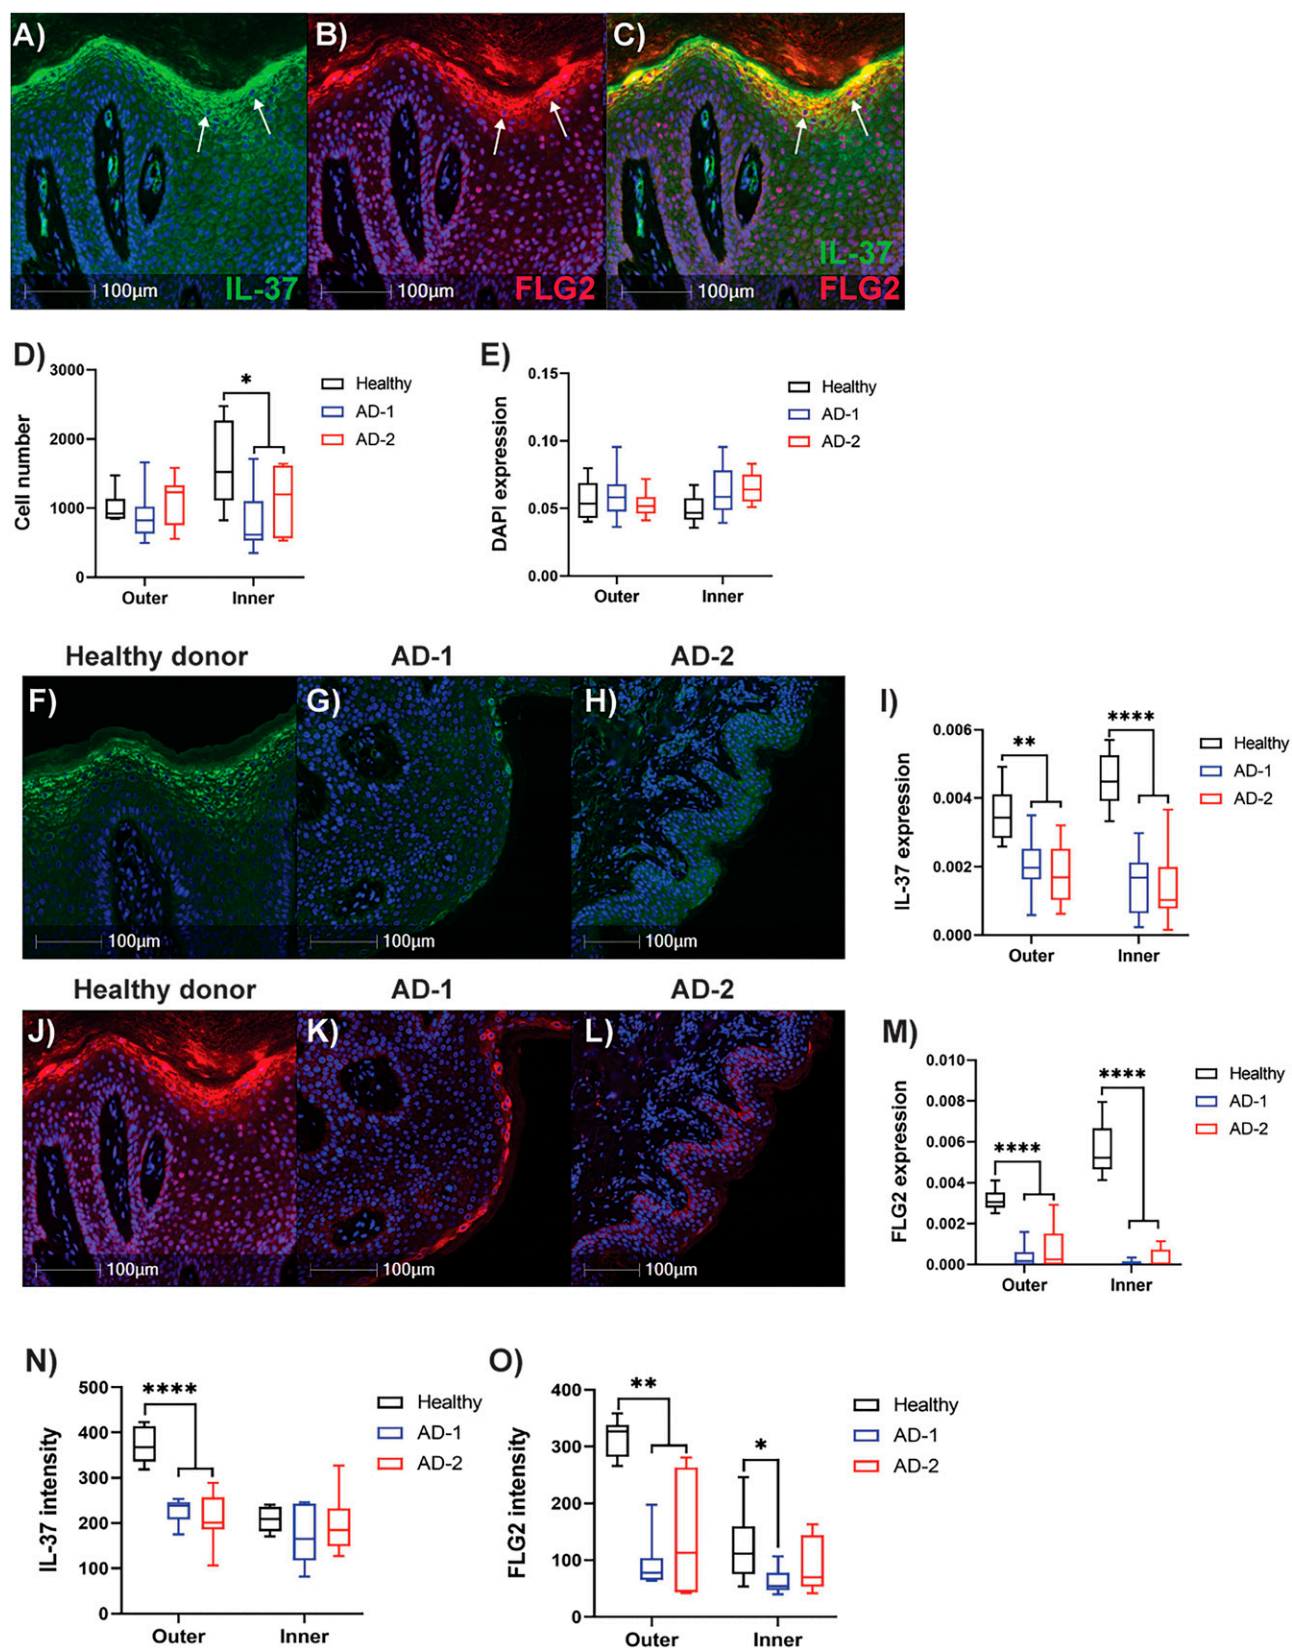 A)
B)
C)
IL-37
100μm
IL-37
100μm
FLG2
100μm
FLG2
D)
3000
2000
1000
0
Cell number
*
Outer
Inner
Healthy
AD-1
AD-2
E)
0.15
0.10
0.05
0.00
DAPI expression
Outer
Inner
Healthy
AD-1
AD-2
Healthy donor
AD-1
AD-2
F)
G)
H)
100μm
100μm
100μm
I)
0.006
0.004
0.002
0.000
IL-37 expression
**
****
Outer
Inner
Healthy
AD-1
AD-2
Healthy donor
AD-1
AD-2
J)
K)
L)
100μm
100μm
100μm
M)
0.010
0.008
0.006
0.004
0.002
0.000
FLG2 expression
****
****
Outer
Inner
Healthy
AD-1
AD-2
N)
500
400
300
200
100
0
IL-37 intensity
****
Outer
Inner
Healthy
AD-1
AD-2
O)
400
300
200
100
0
FLG2 intensity
**
*
Outer
Inner
Healthy
AD-1
AD-2